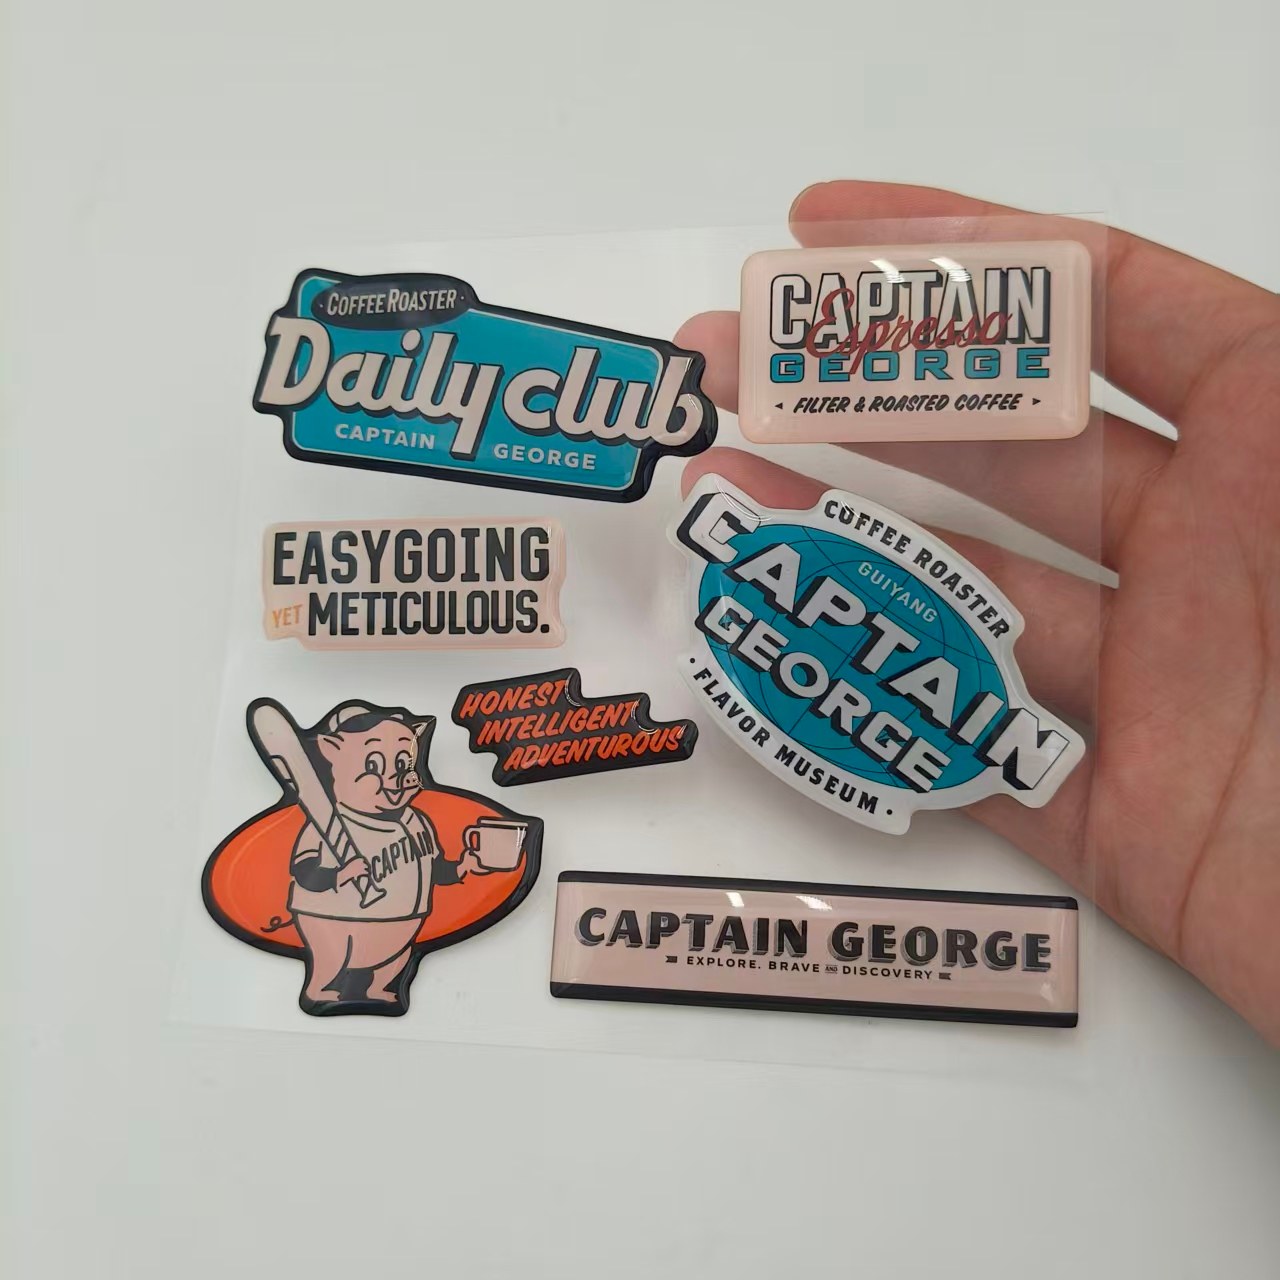 ·COFFEE ROASTER·
Daily club
CAPTAIN GEORGE
CAPTAIN
Espresso
GEORGE
FILTER & ROASTED COFFEE
EASYGOING
YET METICULOUS.
COFFEE ROASTER
GUIYANG
CAPTAIN
GEORGE
·FLAVOR MUSEUM·
HONEST
INTELLIGENT
ADVENTUROUS
CAPTAIN
CAPTAIN GEORGE
EXPLORE. BRAVE AND DISCOVERY